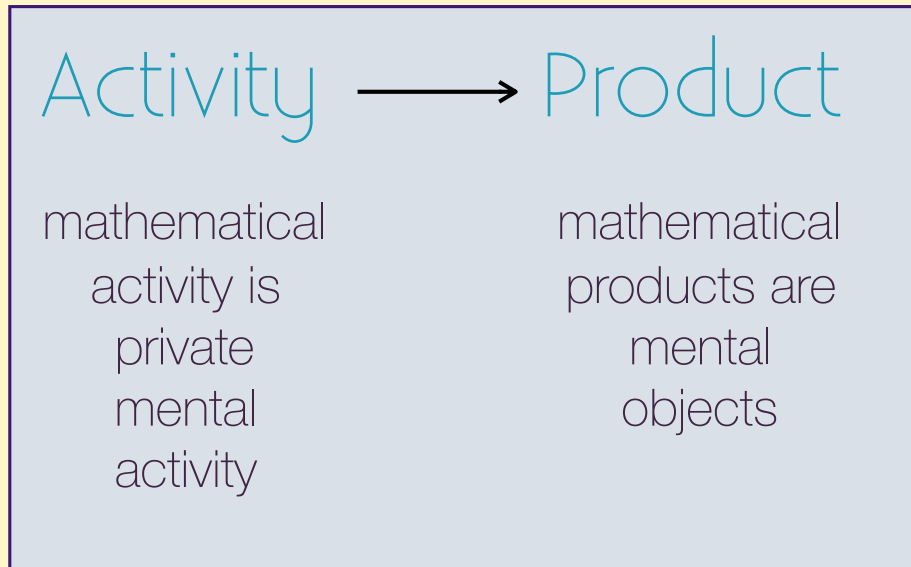 Activity → Product
mathematical
activity is
private
mental
activity
mathematical
products are
mental
objects